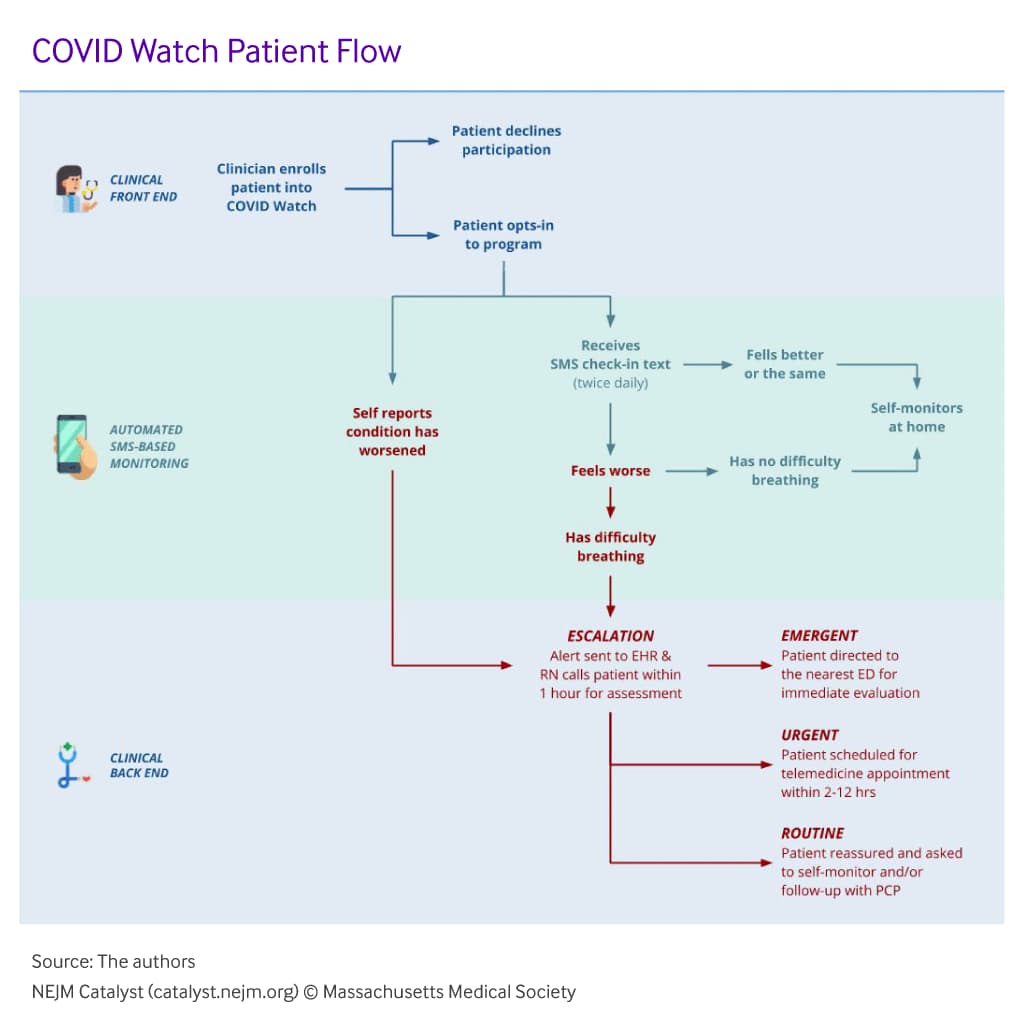 COVID Watch Patient Flow
CLINICAL
FRONT END
Clinician enrolls
patient into
COVID Watch
Patient declines
participation
Patient opts-in
to program
AUTOMATED
SMS-BASED
MONITORING
Self reports
condition has
worsened
Receives
SMS check-in text
(twice daily)
Fells better
or the same
Self-monitors
at home
Feels worse
Has no difficulty
breathing
Has difficulty
breathing
CLINICAL
BACK END
ESCALATION
Alert sent to EHR &
RN calls patient within
1 hour for assessment
EMERGENT
Patient directed to
the nearest ED for
immediate evaluation
URGENT
Patient scheduled for
telemedicine appointment
within 2-12 hrs
ROUTINE
Patient reassured and asked
to self-monitor and/or
follow-up with PCP
Source: The authors
NEJM Catalyst (catalyst.nejm.org) © Massachusetts Medical Society